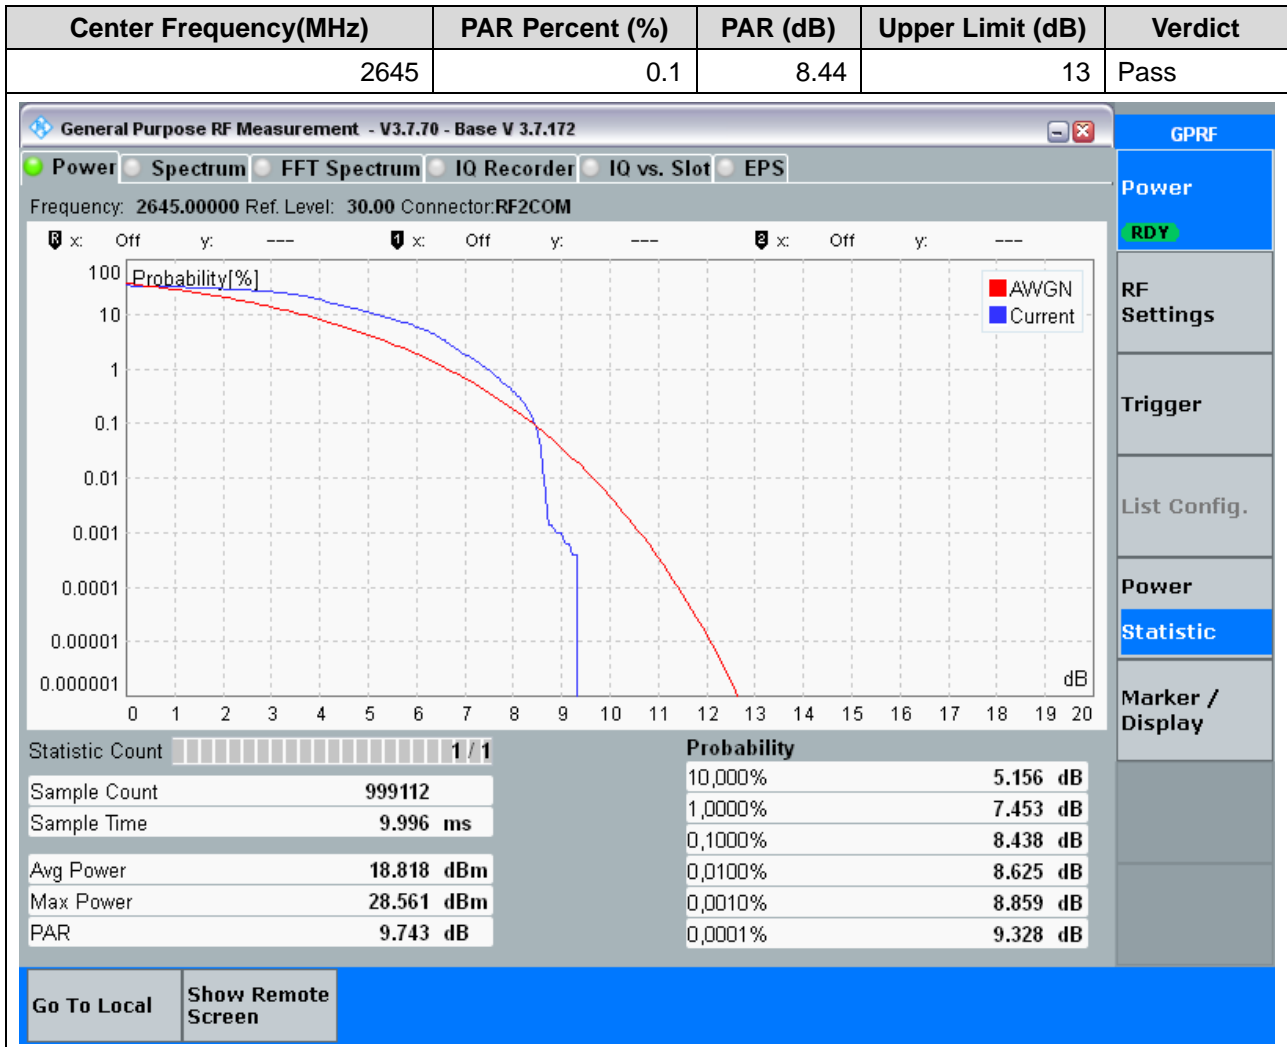 Center Frequency(MHz) PAR Percent (%) PAR (dB) Upper Limit (dB) Verdict
2645 0.1 8.44 13 Pass
General Purpose RF Measurement - V3.7.70 - Base V 3.7.172
GPRF
Power Spectrum FFT Spectrum IQ Recorder IQ vs. Slot EPS
Power
RDY
Frequency: 2645.00000 Ref. Level: 30.00 Connector:RF2COM
R x: Off y: --- 1 x: Off y: --- 2 x: Off y: ---
Probability[%]
AWGN
Current
100
10
1
0.1
0.01
0.001
0.0001
0.00001
0.000001
dB
0 1 2 3 4 5 6 7 8 9 10 11 12 13 14 15 16 17 18 19 20
RF
Settings
Trigger
List Config.
Power
Statistic
Marker /
Display
Statistic Count 1 / 1
Sample Count 999112
Sample Time 9.996 ms
Avg Power 18.818 dBm
Max Power 28.561 dBm
PAR 9.743 dB
Probability
10,000% 5.156 dB
1,0000% 7.453 dB
0,1000% 8.438 dB
0,0100% 8.625 dB
0,0010% 8.859 dB
0,0001% 9.328 dB
Go To Local
Show Remote
Screen